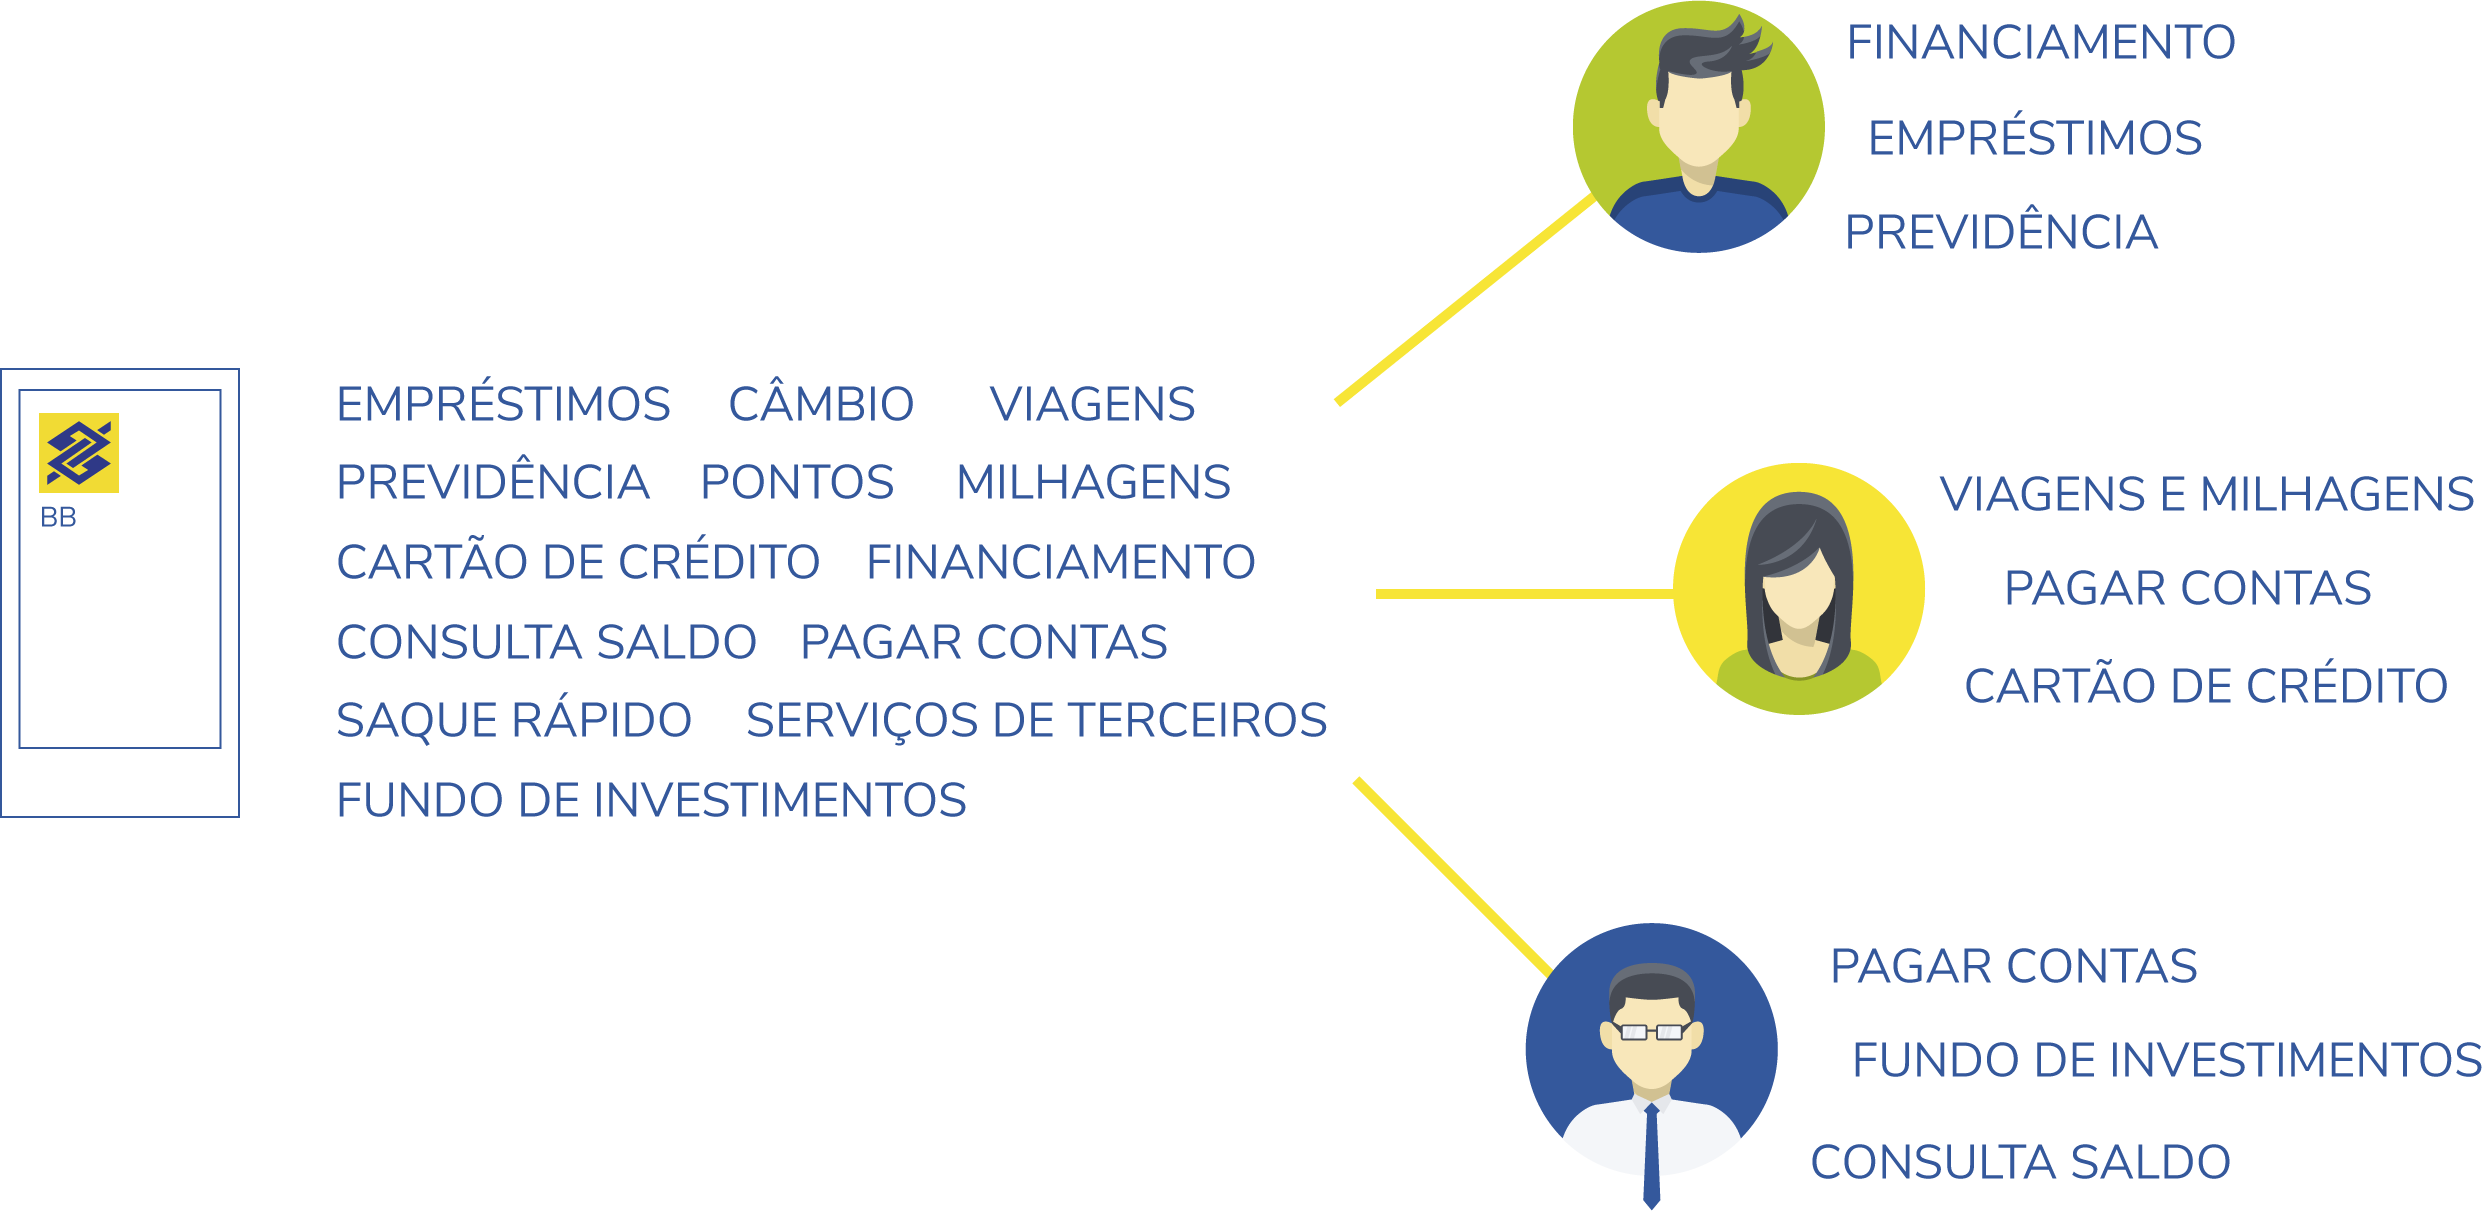 BB
EMPRÉSTIMOS CÂMBIO VIAGENS
PREVIDÊNCIA PONTOS MILHAGENS
CARTÃO DE CRÉDITO FINANCIAMENTO
CONSULTA SALDO PAGAR CONTAS
SAQUE RÁPIDO SERVIÇOS DE TERCEIROS
FUNDO DE INVESTIMENTOS
FINANCIAMENTO
EMPRÉSTIMOS
PREVIDÊNCIA
VIAGENS E MILHAGENS
PAGAR CONTAS
CARTÃO DE CRÉDITO
PAGAR CONTAS
FUNDO DE INVESTIMENTOS
CONSULTA SALDO